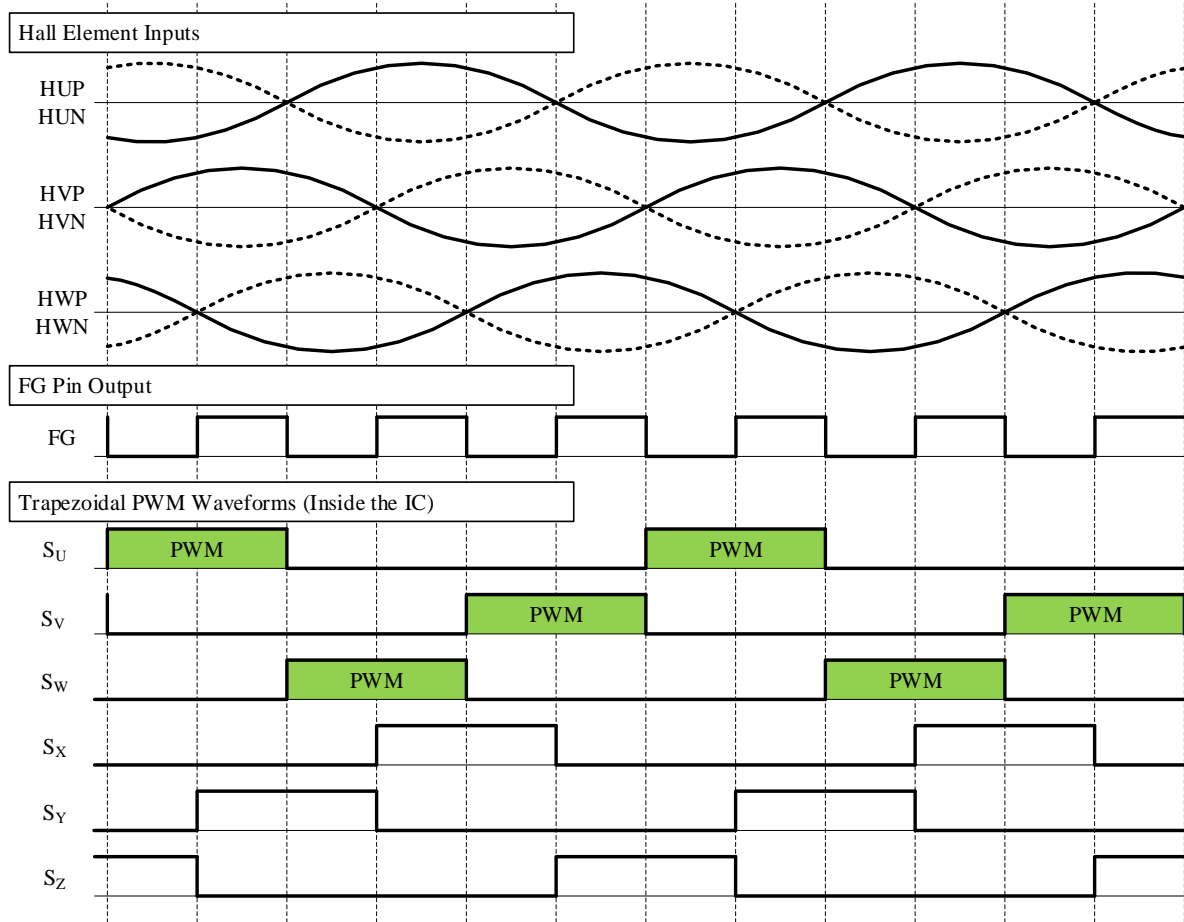 Hall Element Inputs
HUP
HUN
HVP
HVN
HWP
HWN
FG Pin Output
FG
Trapezoidal PWM Waveforms (Inside the IC)
SU PWM PWM
SV PWM PWM
SW PWM PWM
SX
SY
SZ